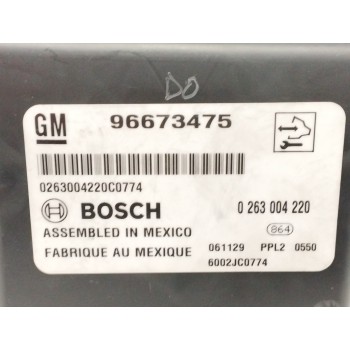 DO
GM 96673475
0263004220C0774
BOSCH 0 263 004 220
ASSEMBLED IN MEXICO 864
FABRIQUE AU MEXIQUE 061129 PPL2 0550
6002JC0774